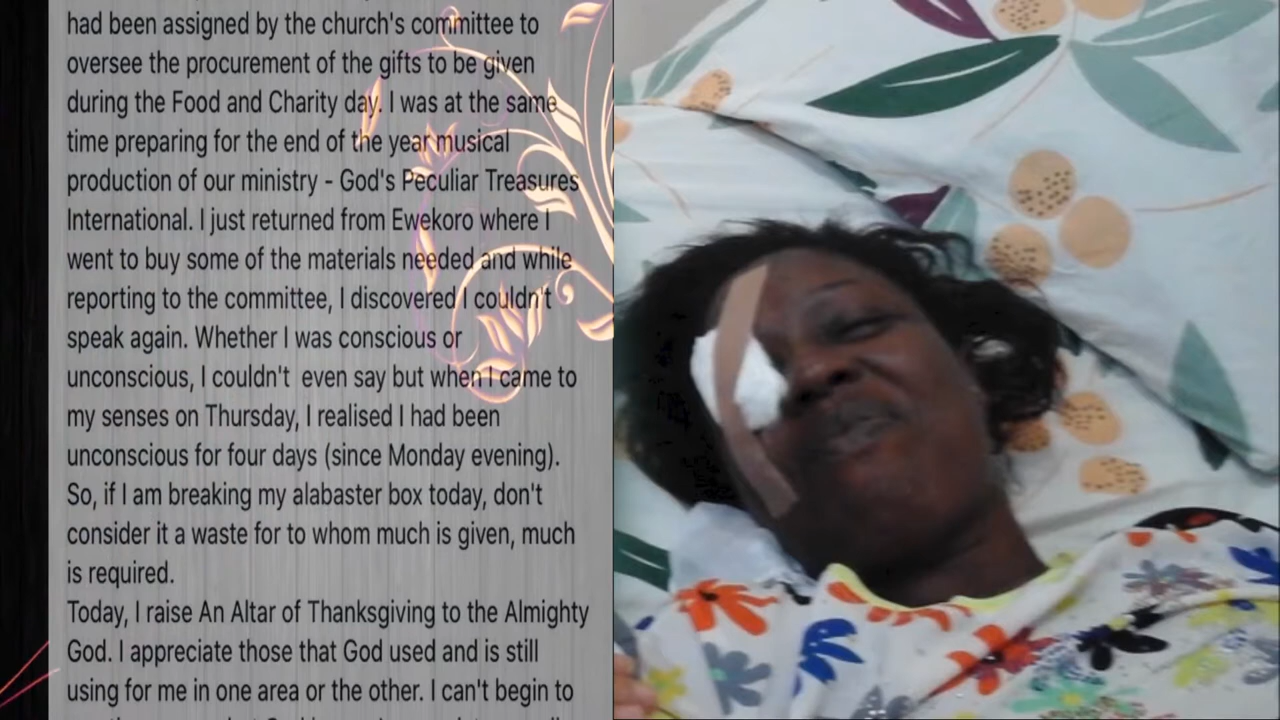 had been assigned by the church's committee to
oversee the procurement of the gifts to be given
during the Food and Charity day. I was at the same
time preparing for the end of the year musical
production of our ministry - God's Peculiar Treasures
International. I just returned from Ewekoro where I
went to buy some of the materials needed and while
reporting to the committee, I discovered I couldn't
speak again. Whether I was conscious or
unconscious, I couldn't  even say but when I came to
my senses on Thursday, I realised I had been
unconscious for four days (since Monday evening).
So, if I am breaking my alabaster box today, don't
consider it a waste for to whom much is given, much
is required.
Today, I raise An Altar of Thanksgiving to the Almighty
God. I appreciate those that God used and is still
using for me in one area or the other. I can't begin to